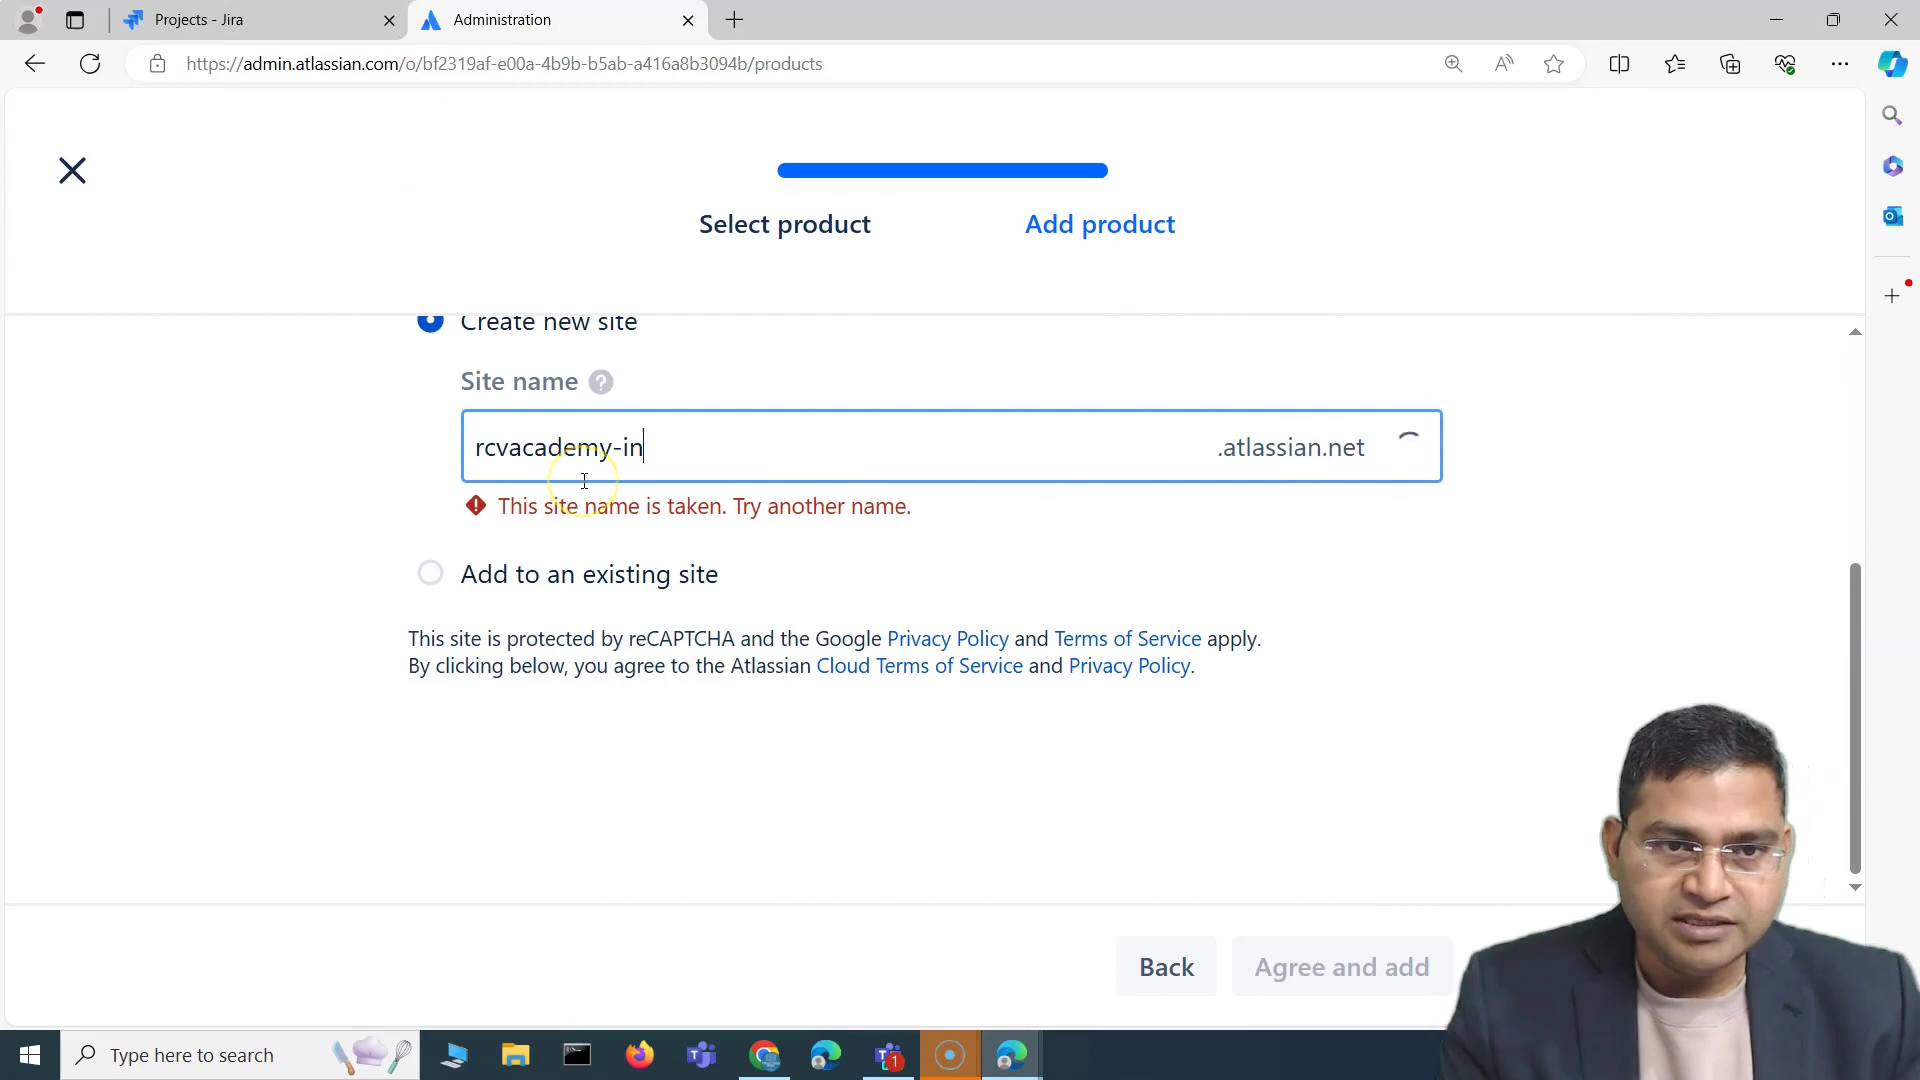 Projects - Jira
Administration
https://admin.atlassian.com/o/bf2319af-e00a-4b9b-b5ab-a416a8b3094b/products
Select product
Add product
Create new site
Site name
rcvacademy-in
.atlassian.net
This site name is taken. Try another name.
Add to an existing site
This site is protected by reCAPTCHA and the Google Privacy Policy and Terms of Service apply.
By clicking below, you agree to the Atlassian Cloud Terms of Service and Privacy Policy.
Back
Agree and add
Type here to search
1